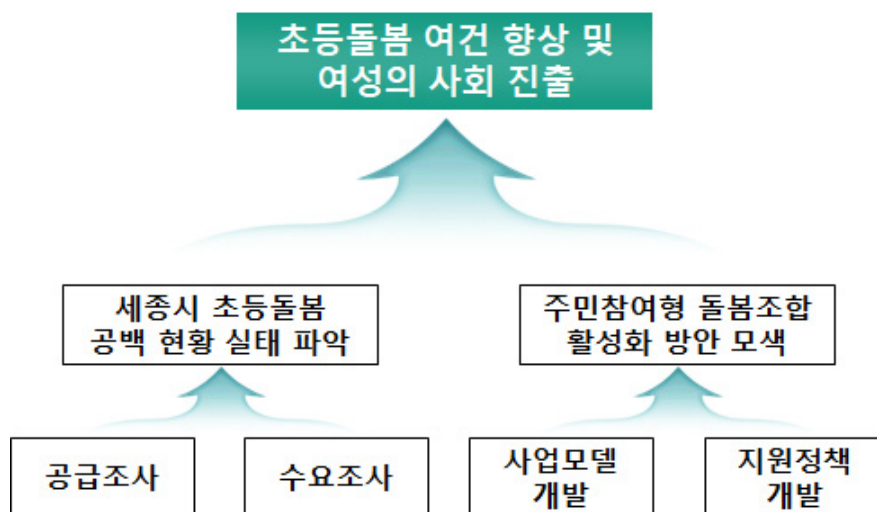 초등돌봄 여건 향상 및
여성의 사회 진출
세종시 초등돌봄
공백 현황 실태 파악
주민참여형 돌봄조합
활성화 방안 모색
공급조사
수요조사
사업모델
개발
지원정책
개발